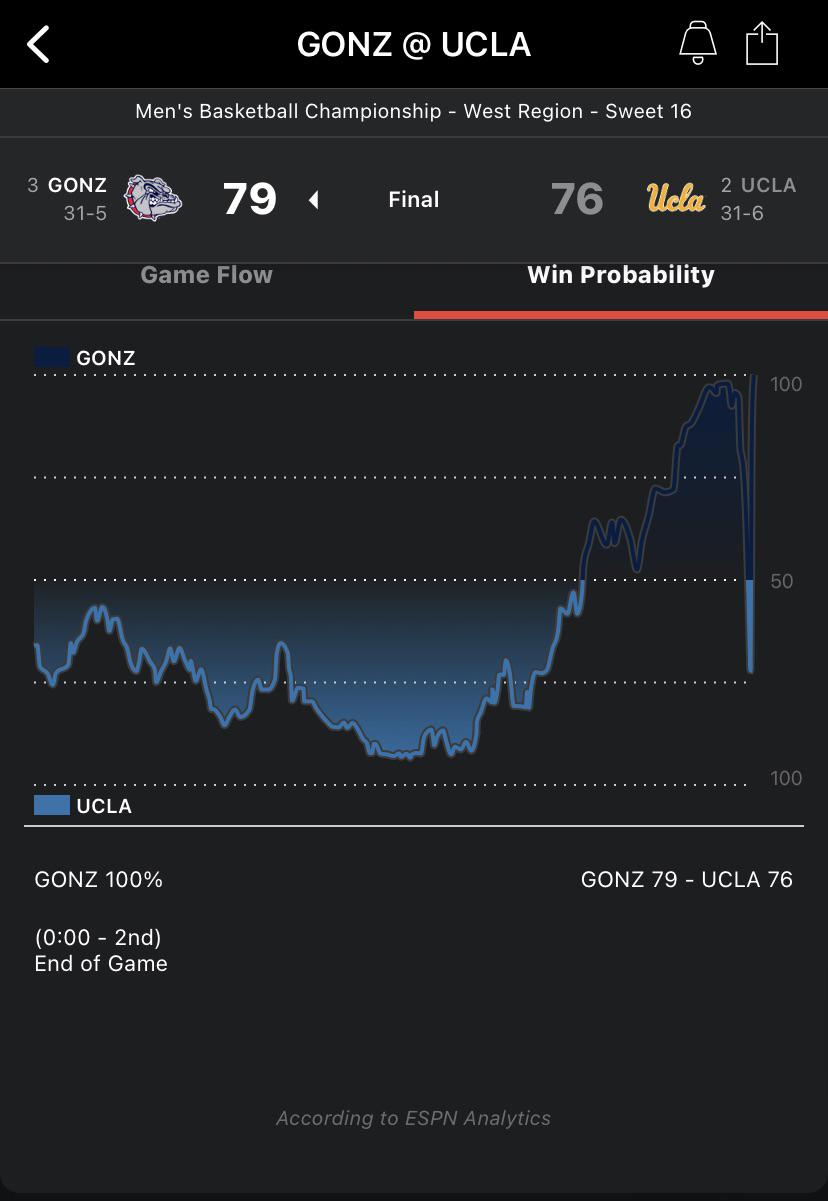 GONZ @ UCLA
Men's Basketball Championship - West Region - Sweet 16
3 GONZ
31-5
79
Final
76
Ucla
2 UCLA
31-6
Game Flow
Win Probability
GONZ
100
50
100
UCLA
GONZ 100%
GONZ 79 - UCLA 76
(0:00 - 2nd)
End of Game
According to ESPN Analytics